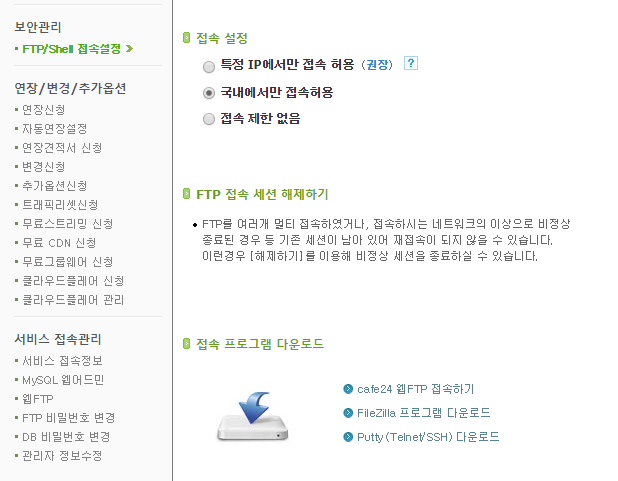 보안관리
FTP/Shell 접속설정
연장/변경/추가옵션
연장신청
자동연장설정
연장견적서 신청
변경신청
추가옵션신청
트래픽리셋신청
무료스트리밍 신청
무료 CDN 신청
무료그룹웨어 신청
클라우드플레어 신청
클라우드플레어 관리
서비스 접속관리
서비스 접속정보
MySQL 웹어드민
웹FTP
FTP 비밀번호 변경
DB 비밀번호 변경
관리자 정보수정
접속 설정
특정 IP에서만 접속 허용 (권장) ?
국내에서만 접속허용
접속 제한 없음
FTP 접속 세션 해제하기
FTP를 여러개 멀티 접속하였거나, 접속하시는 네트워크의 이상으로 비정상
종료된 경우 등 기존 세션이 남아 있어 재접속이 되지 않을 수 있습니다.
이런경우 [해제하기]를 이용해 비정상 세션을 종료하실 수 있습니다.
접속 프로그램 다운로드
cafe24 웹FTP 접속하기
FileZilla 프로그램 다운로드
Putty(Telnet/SSH) 다운로드